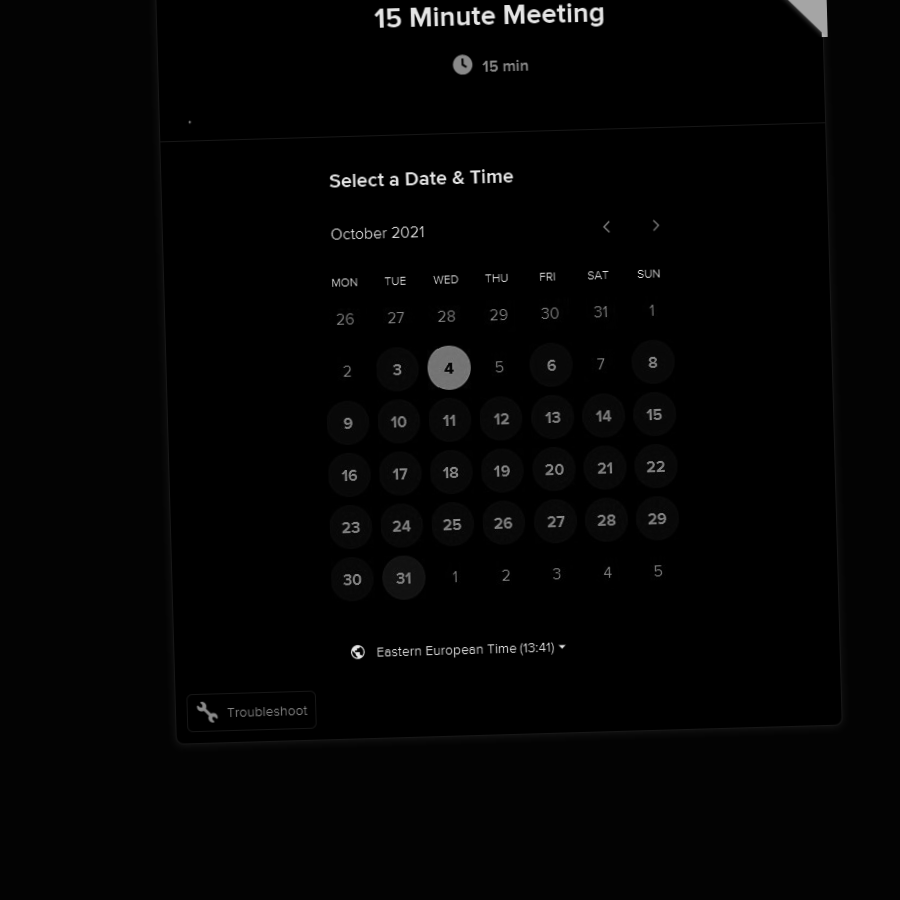 15 Minute Meeting
15 min
Select a Date & Time
October 2021
MON TUE WED THU FRI SAT SUN
26 27 28 29 30 31 1
2 3 4 5 6 7 8
9 10 11 12 13 14 15
16 17 18 19 20 21 22
23 24 25 26 27 28 29
30 31 1 2 3 4 5
Eastern European Time (13:41)
Troubleshoot